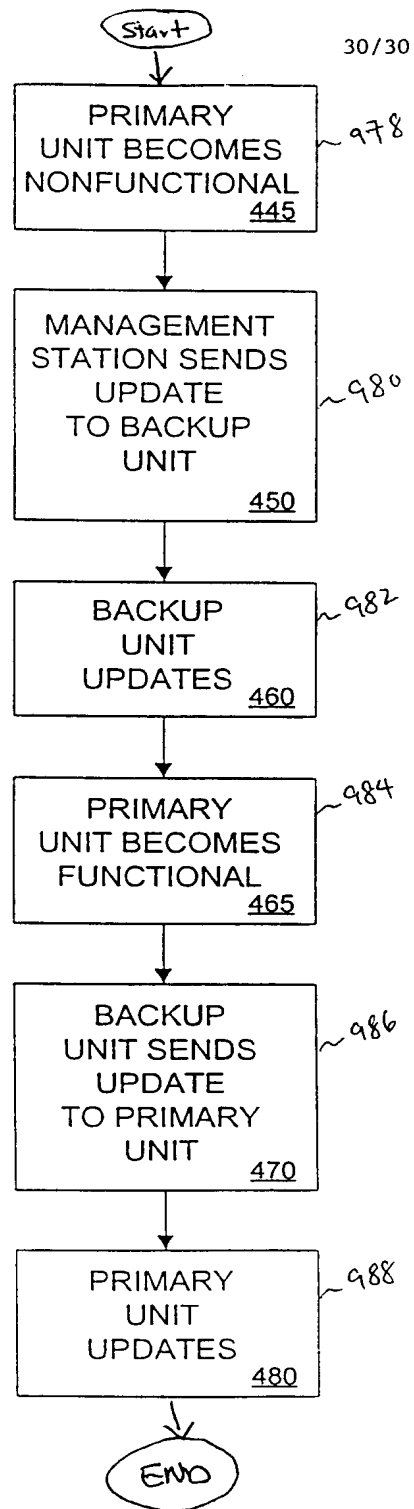 Start
30/30
PRIMARY
UNIT BECOMES
NONFUNCTIONAL
445
978
MANAGEMENT
STATION SENDS
UPDATE
TO BACKUP
UNIT
450
980
BACKUP
UNIT
UPDATES
460
982
PRIMARY
UNIT BECOMES
FUNCTIONAL
465
984
BACKUP
UNIT SENDS
UPDATE
TO PRIMARY
UNIT
470
986
PRIMARY
UNIT
UPDATES
480
988
END